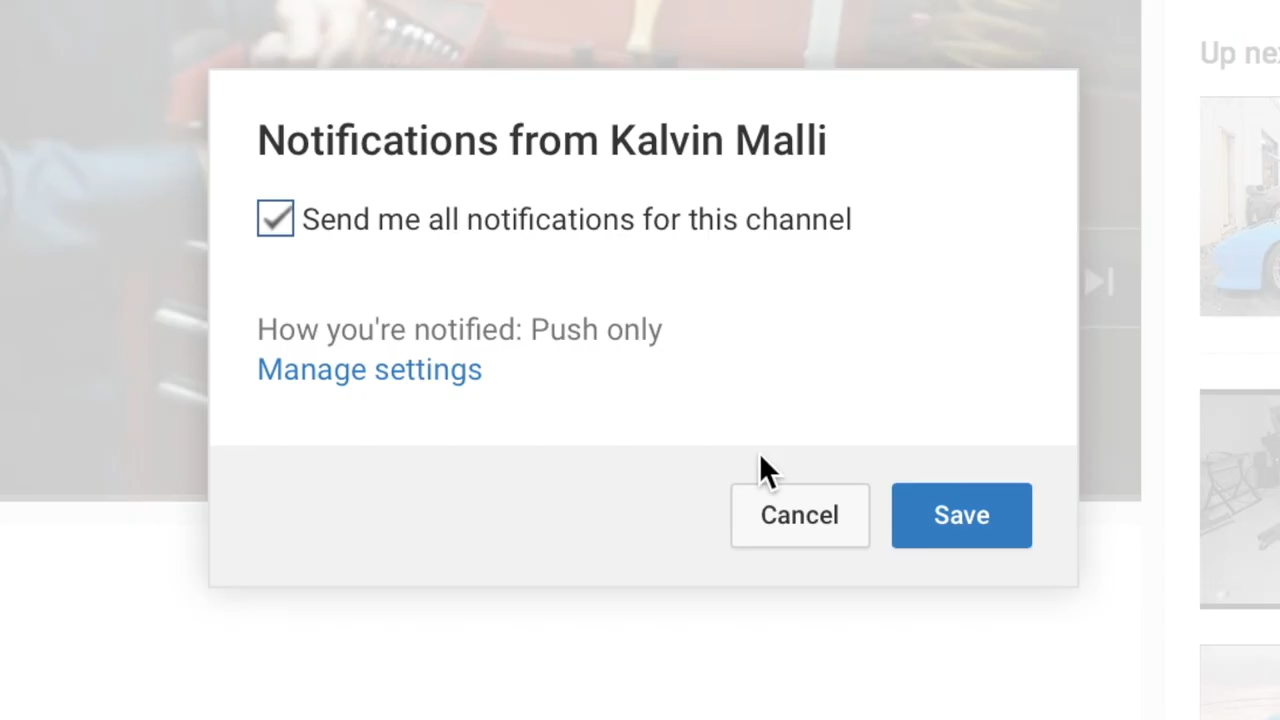 Notifications from Kalvin Malli
Send me all notifications for this channel
How you're notified: Push only
Manage settings
Cancel
Save
Up